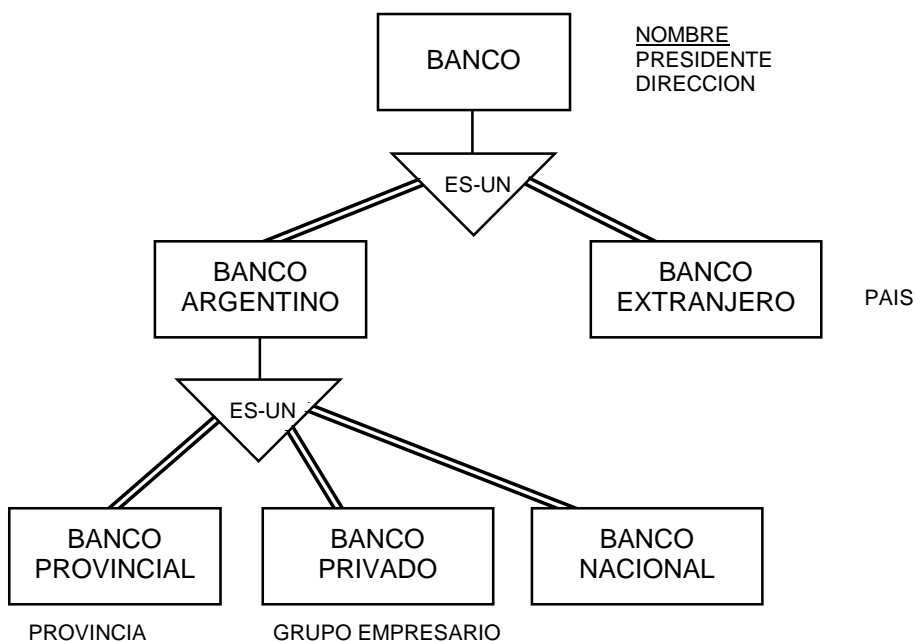 BANCO
NOMBRE
PRESIDENTE
DIRECCION
ES-UN
BANCO
ARGENTINO
BANCO
EXTRANJERO
PAIS
ES-UN
BANCO
PROVINCIAL
BANCO
PRIVADO
BANCO
NACIONAL
PROVINCIA
GRUPO EMPRESARIO